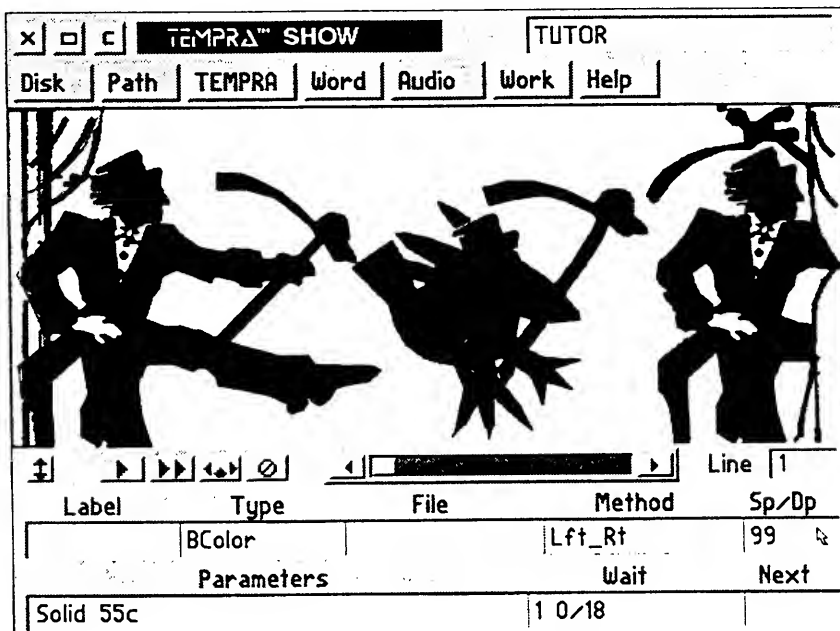 x C TEMPRA™ SHOW TUTOR
Disk Path TEMPRA Word Audio Work Help
Line 1
Label Type File Method Sp/Dp
BColor Lft_Rt 99
Parameters Wait Next
Solid 55c 1 0/18